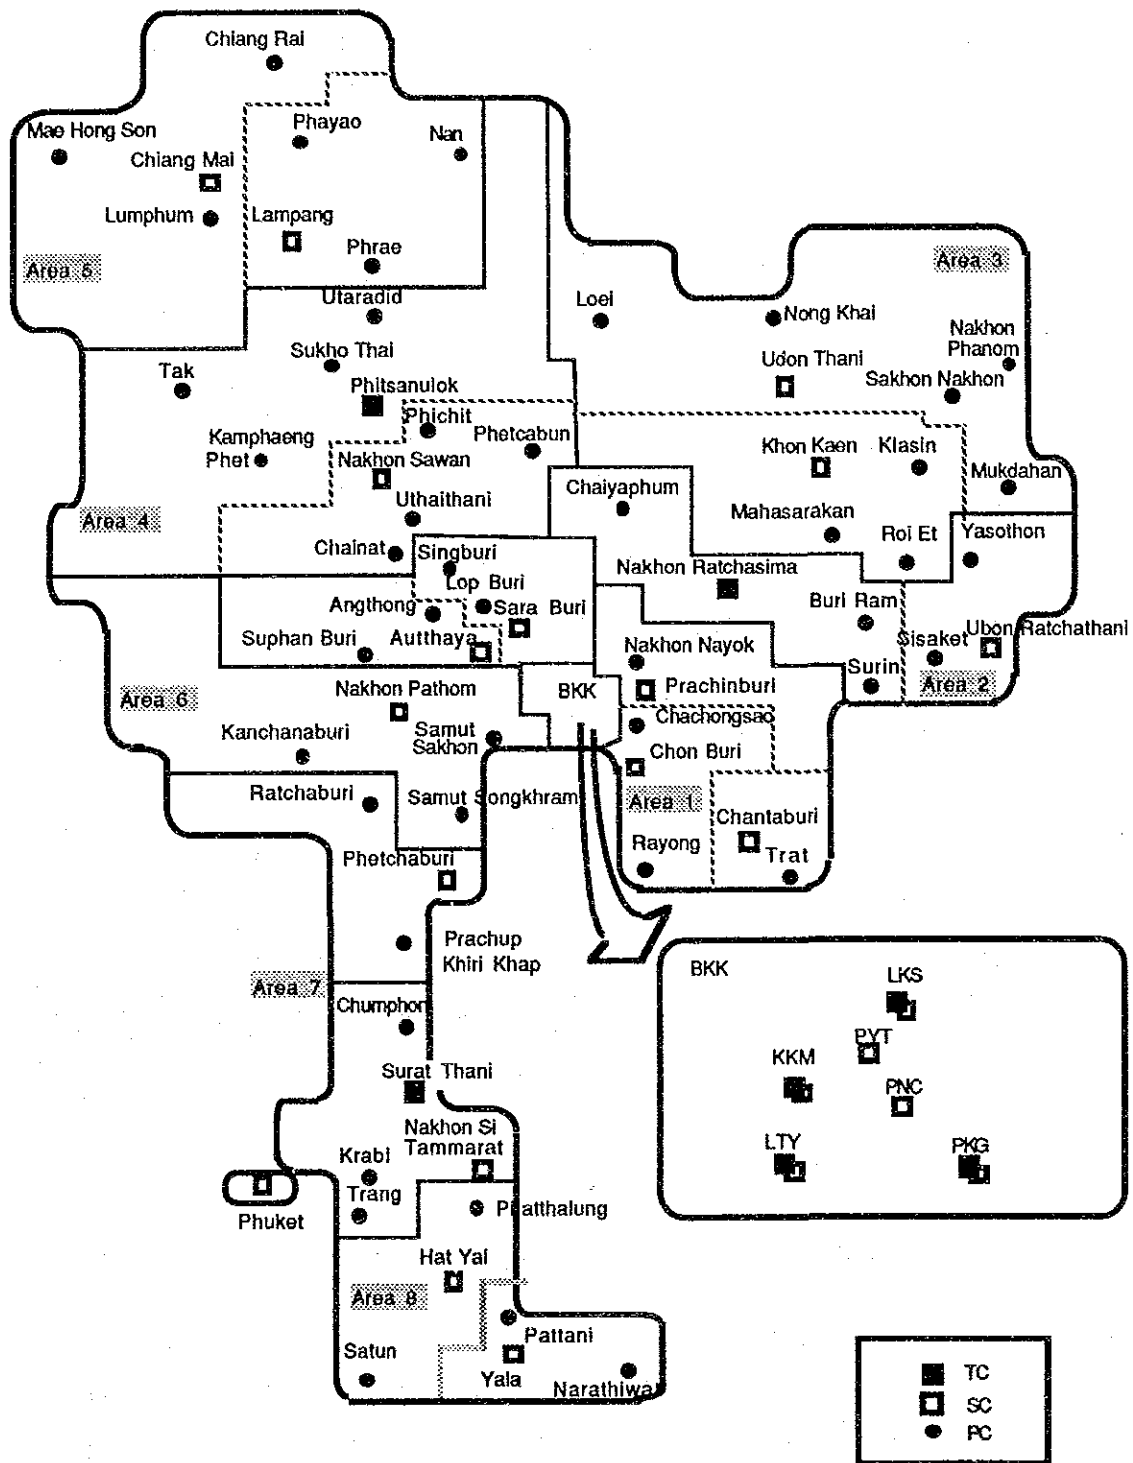 Chiang Rai
Mae Hong Son
Phayao
Nan
Chiang Mai
Lumphum
Lampang
Phrae
Area 5
Area 3
Utaradid
Loei
Nong Khai
Nakhon
Phanom
Sukho Thai
Tak
Udon Thani
Sakhon Nakhon
Phitsanulok
Phichit
Phetcabun
Kamphaeng
Phet
Nakhon Sawan
Khon Kaen
Klasin
Mukdahan
Chaiyaphum
Uthaithani
Area 4
Mahasarakan
Roi Et
Yasothon
Chainat
Singburi
Nakhon Ratchasima
Lop Buri
Angthong
Sara Buri
Buri Ram
Suphan Buri
Autthaya
Nakhon Nayok
Sisaket
Ubon Ratchathani
Surin
Area 2
Area 6
Nakhon Pathom
BKK
Prachinburi
Kanchanaburi
Samut
Sakhon
Chachongsao
Chon Buri
Ratchaburi
Samut Songkhram
Area 1
Chantaburi
Phetchaburi
Rayong
Trat
Prachup
Khiri Khap
Area 7
Chumphon
BKK
LKS
PYT
KKM
PNC
LTY
PKG
Surat Thani
Nakhon Si
Tammarat
Krabi
Trang
Phuket
Phatthalung
Hat Yai
Area 8
Pattani
Satun
Yala
Narathiwa
TC
SC
PC